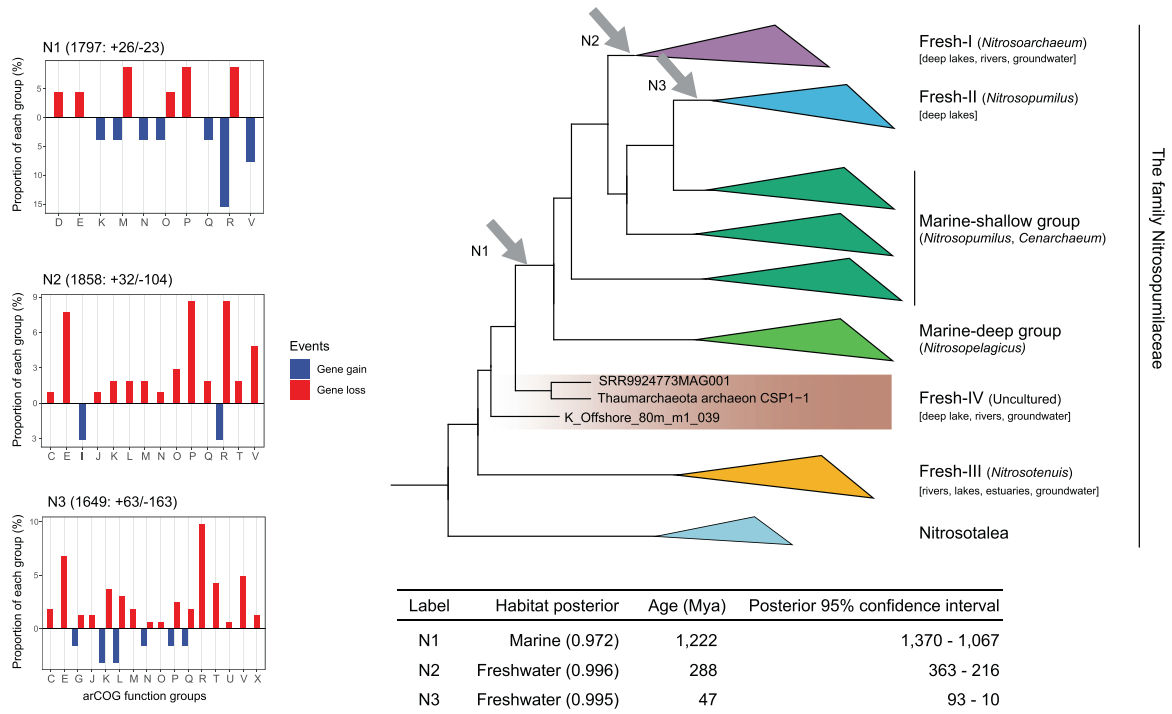 N1 (1797: +26/-23)
Proportion of each group (%)
5
0
5
10
15
D E K M N O P Q R V
N2 (1858: +32/-104)
Proportion of each group (%)
9
6
3
0
3
C E I J K L M N O P Q R T V
N3 (1649: +63/-163)
Proportion of each group (%)
10
5
0
C E G J K L M N O P Q R T U V X
arCOG function groups
Events
Gene gain
Gene loss
N2
N3
N1
Fresh-I (Nitrosoarchaeum)
[deep lakes, rivers, groundwater]
Fresh-II (Nitrosopumilus)
[deep lakes]
Marine-shallow group
(Nitrosopumilus, Cenarchaeum)
Marine-deep group
(Nitrosopelagicus)
SRR9924773MAG001
Thaumarchaeota archaeon CSP1−1
K_Offshore_80m_m1_039
Fresh-IV (Uncultured)
[deep lake, rivers, groundwater]
Fresh-III (Nitrosotenuis)
[rivers, lakes, estuaries, groundwater]
Nitrosotalea
The family Nitrosopumilaceae
Label Habitat posterior Age (Mya) Posterior 95% confidence interval
N1 Marine (0.972) 1,222 1,370 - 1,067
N2 Freshwater (0.996) 288 363 - 216
N3 Freshwater (0.995) 47 93 - 10